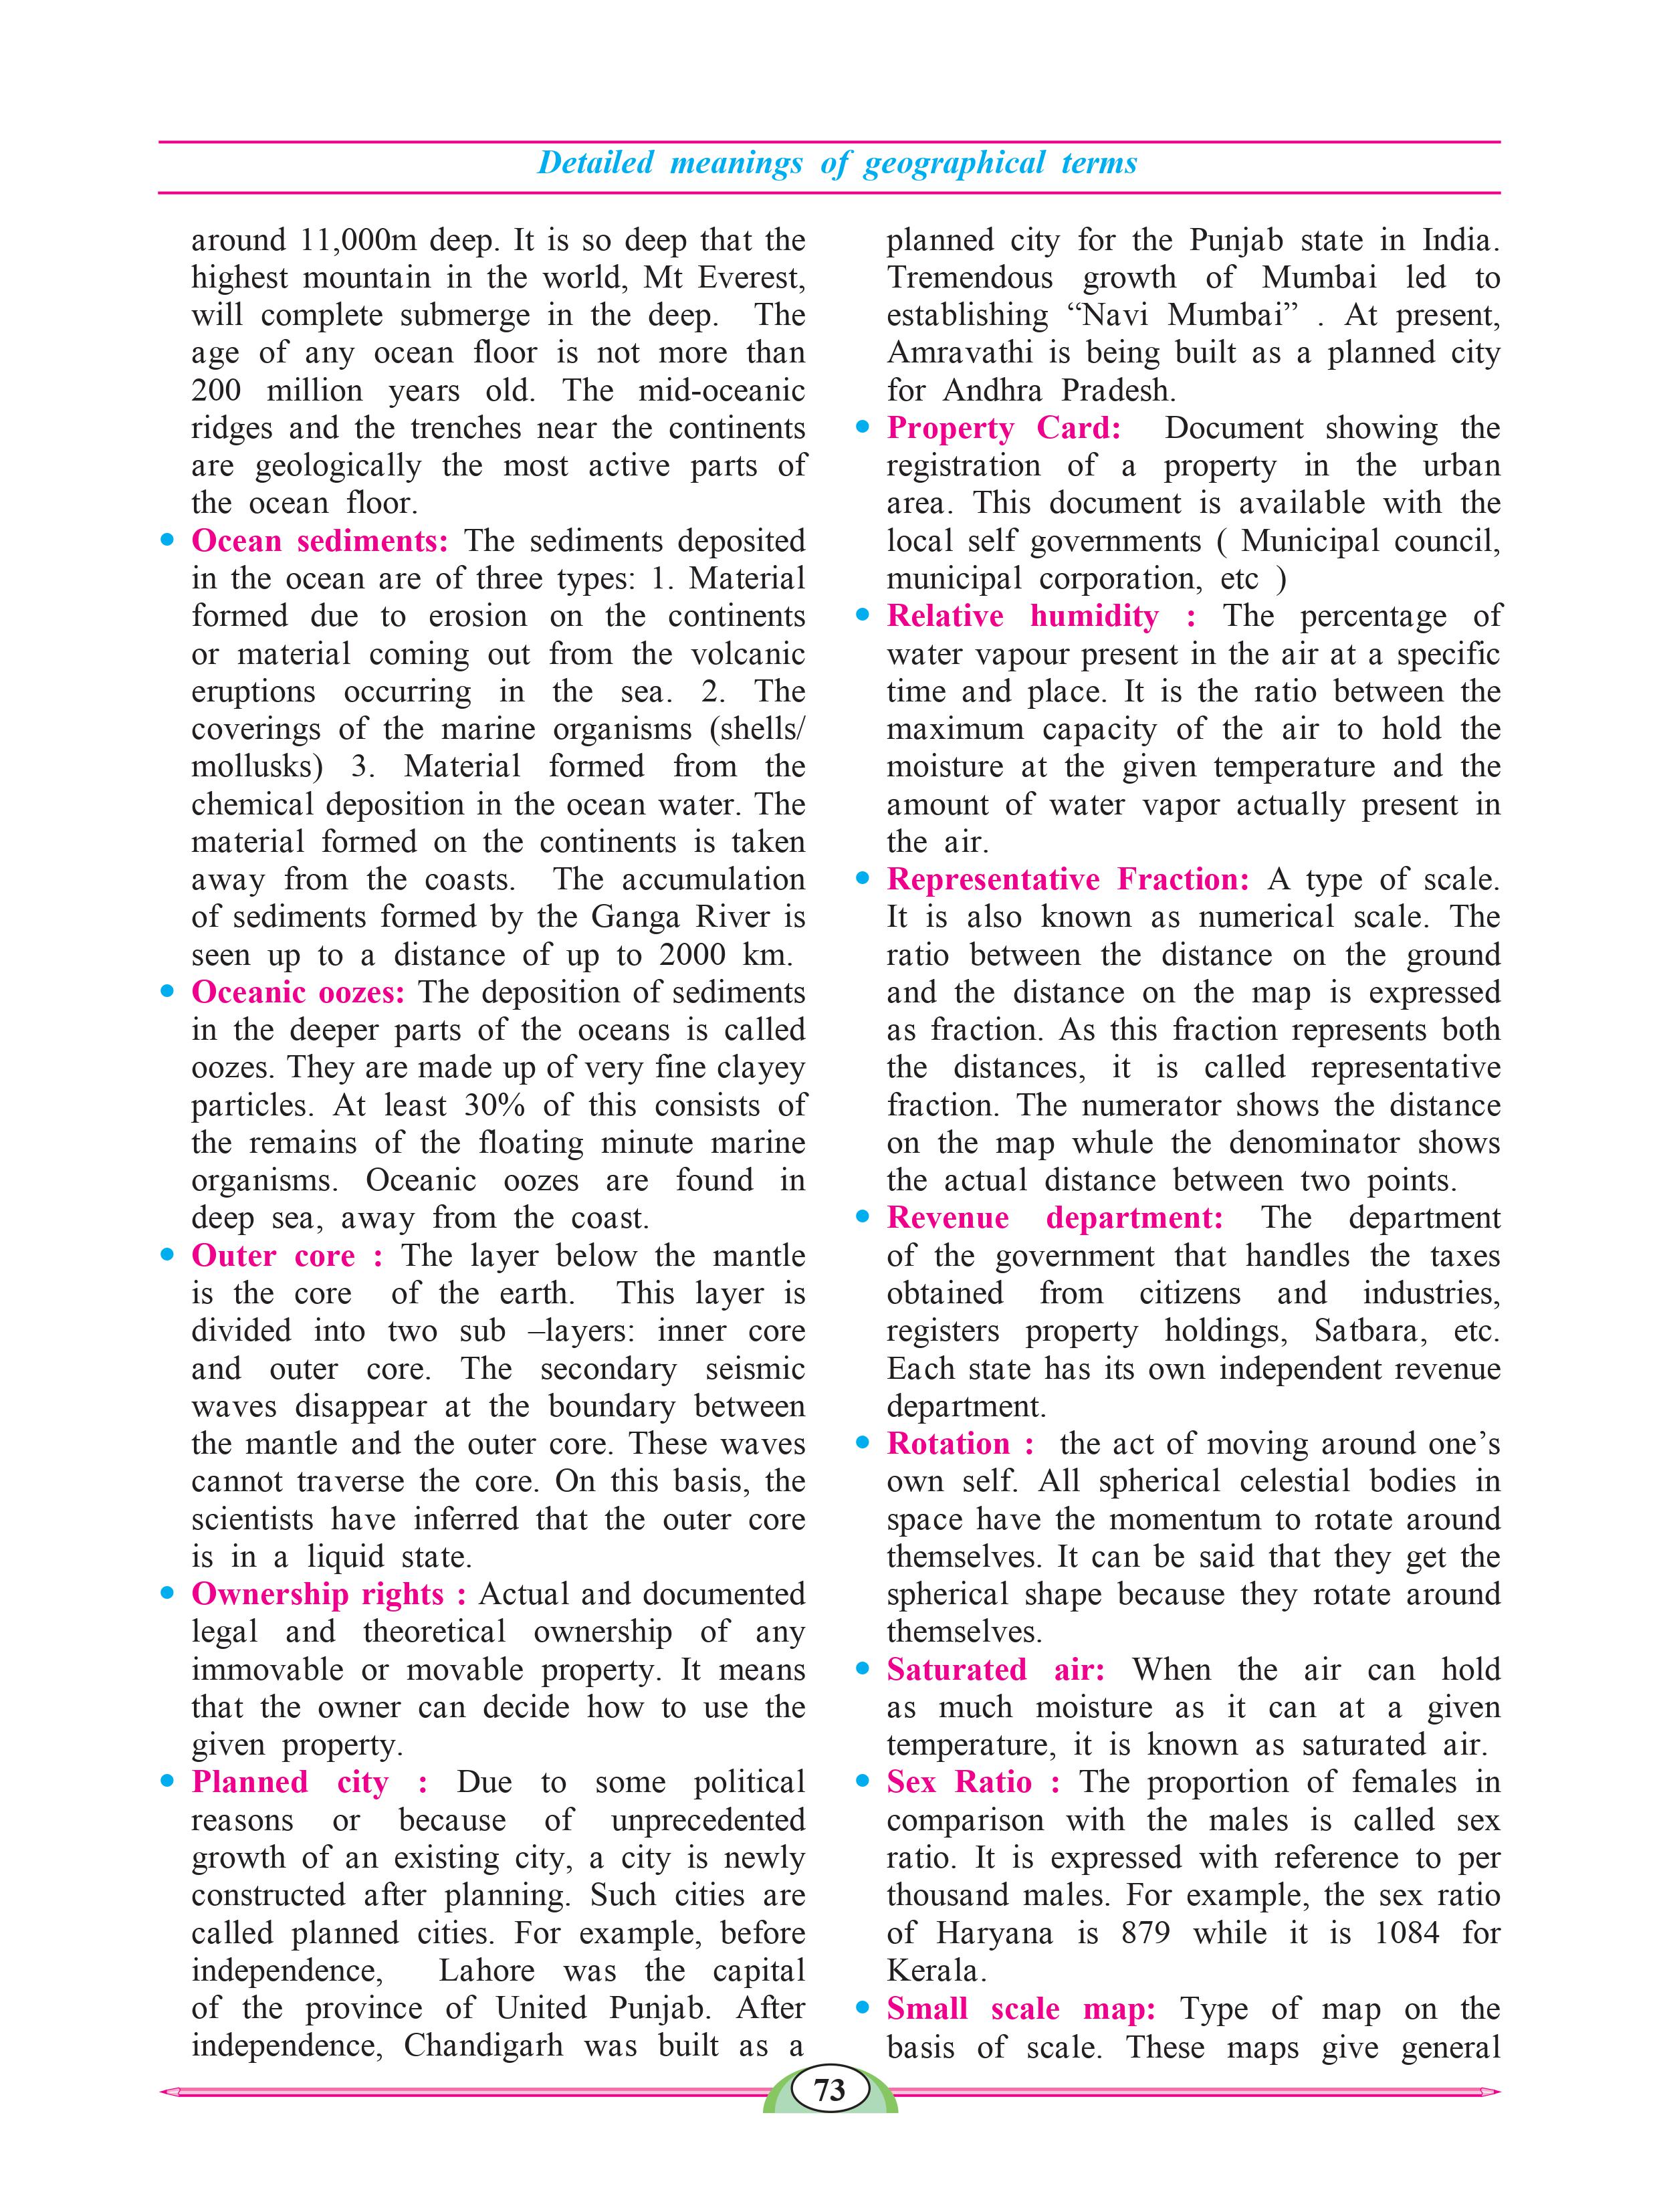 Detailed meanings of geographical terms
around 11,000m deep. It is so deep that the
highest mountain in the world, Mt Everest,
will complete submerge in the deep. The
age of any ocean floor is not more than
200 million years old. The mid-oceanic
ridges and the trenches near the continents
are geologically the most active parts of
the ocean floor.
• Ocean sediments: The sediments deposited
in the ocean are of three types: 1. Material
formed due to erosion on the continents
or material coming out from the volcanic
eruptions occurring in the sea. 2. The
coverings of the marine organisms (shells/
mollusks) 3. Material formed from the
chemical deposition in the ocean water. The
material formed on the continents is taken
away from the coasts. The accumulation
of sediments formed by the Ganga River is
seen up to a distance of up to 2000 km.
• Oceanic oozes: The deposition of sediments
in the deeper parts of the oceans is called
oozes. They are made up of very fine clayey
particles. At least 30% of this consists of
the remains of the floating minute marine
organisms. Oceanic oozes are found in
deep sea, away from the coast.
• Outer core : The layer below the mantle
is the core of the earth. This layer is
divided into two sub –layers: inner core
and outer core. The secondary seismic
waves disappear at the boundary between
the mantle and the outer core. These waves
cannot traverse the core. On this basis, the
scientists have inferred that the outer core
is in a liquid state.
• Ownership rights : Actual and documented
legal and theoretical ownership of any
immovable or movable property. It means
that the owner can decide how to use the
given property.
• Planned city : Due to some political
reasons or because of unprecedented
growth of an existing city, a city is newly
constructed after planning. Such cities are
called planned cities. For example, before
independence, Lahore was the capital
of the province of United Punjab. After
independence, Chandigarh was built as a
planned city for the Punjab state in India.
Tremendous growth of Mumbai led to
establishing “Navi Mumbai” . At present,
Amravathi is being built as a planned city
for Andhra Pradesh.
• Property Card: Document showing the
registration of a property in the urban
area. This document is available with the
local self governments ( Municipal council,
municipal corporation, etc )
• Relative humidity : The percentage of
water vapour present in the air at a specific
time and place. It is the ratio between the
maximum capacity of the air to hold the
moisture at the given temperature and the
amount of water vapor actually present in
the air.
• Representative Fraction: A type of scale.
It is also known as numerical scale. The
ratio between the distance on the ground
and the distance on the map is expressed
as fraction. As this fraction represents both
the distances, it is called representative
fraction. The numerator shows the distance
on the map whule the denominator shows
the actual distance between two points.
• Revenue department: The department
of the government that handles the taxes
obtained from citizens and industries,
registers property holdings, Satbara, etc.
Each state has its own independent revenue
department.
• Rotation : the act of moving around one’s
own self. All spherical celestial bodies in
space have the momentum to rotate around
themselves. It can be said that they get the
spherical shape because they rotate around
themselves.
• Saturated air: When the air can hold
as much moisture as it can at a given
temperature, it is known as saturated air.
• Sex Ratio : The proportion of females in
comparison with the males is called sex
ratio. It is expressed with reference to per
thousand males. For example, the sex ratio
of Haryana is 879 while it is 1084 for
Kerala.
• Small scale map: Type of map on the
basis of scale. These maps give general
73